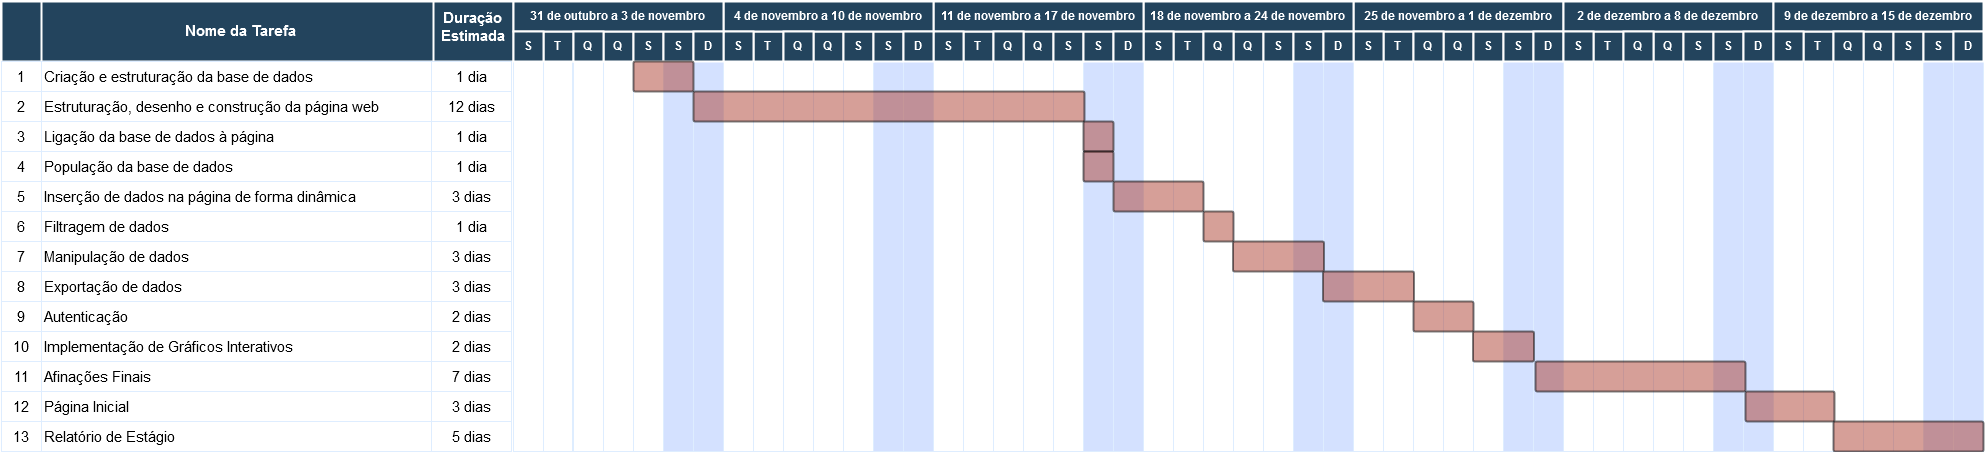 Nome da Tarefa
Duração
Estimada
31 de outubro a 3 de novembro
4 de novembro a 10 de novembro
11 de novembro a 17 de novembro
18 de novembro a 24 de novembro
25 de novembro a 1 de dezembro
2 de dezembro a 8 de dezembro
9 de dezembro a 15 de dezembro
S T Q Q S S D S T Q Q S S D S T Q Q S S D S T Q Q S S D S T Q Q S S D S T Q Q S S D S T Q Q S S D
1 Criação e estruturação da base de dados 1 dia
2 Estruturação, desenho e construção da página web 12 dias
3 Ligação da base de dados à página 1 dia
4 População da base de dados 1 dia
5 Inserção de dados na página de forma dinâmica 3 dias
6 Filtragem de dados 1 dia
7 Manipulação de dados 3 dias
8 Exportação de dados 3 dias
9 Autenticação 2 dias
10 Implementação de Gráficos Interativos 2 dias
11 Afinações Finais 7 dias
12 Página Inicial 3 dias
13 Relatório de Estágio 5 dias